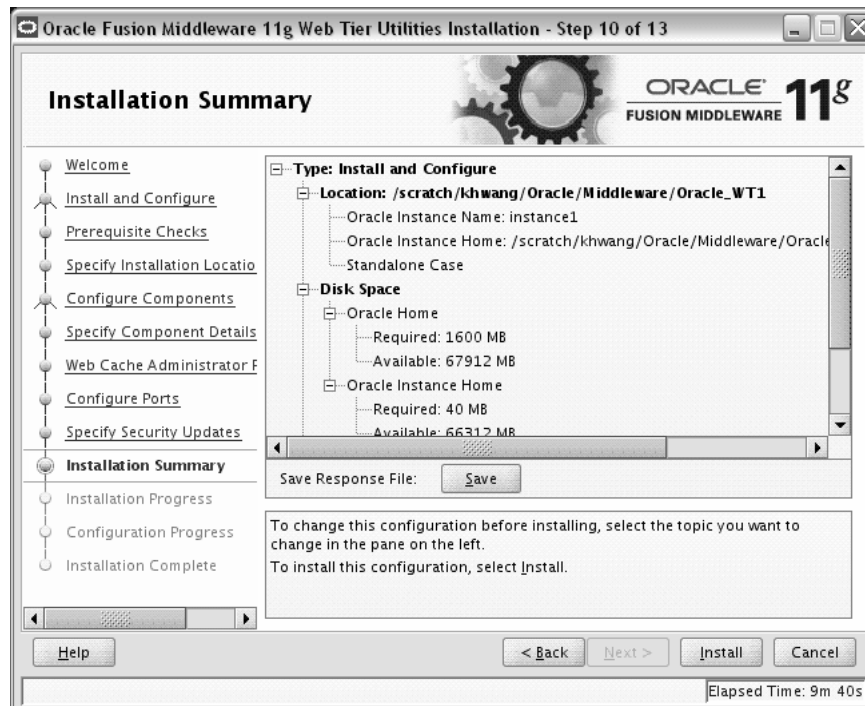 Oracle Fusion Middleware 11g Web Tier Utilities Installation - Step 10 of 13
Installation Summary
ORACLE
FUSION MIDDLEWARE 11g
Welcome
Install and Configure
Prerequisite Checks
Specify Installation Locatio
Configure Components
Specify Component Details
Web Cache Administrator P
Configure Ports
Specify Security Updates
Installation Summary
Installation Progress
Configuration Progress
Installation Complete
Type: Install and Configure
Location: /scratch/khwang/Oracle/Middleware/Oracle_WT1
Oracle Instance Name: instance1
Oracle Instance Home: /scratch/khwang/Oracle/Middleware/Oracle
Standalone Case
Disk Space
Oracle Home
Required: 1600 MB
Available: 67912 MB
Oracle Instance Home
Required: 40 MB
Available: 66312 MB
Save Response File: Save
To change this configuration before installing, select the topic you want to
change in the pane on the left.
To install this configuration, select Install.
Help < Back Next > Install Cancel
Elapsed Time: 9m 40s